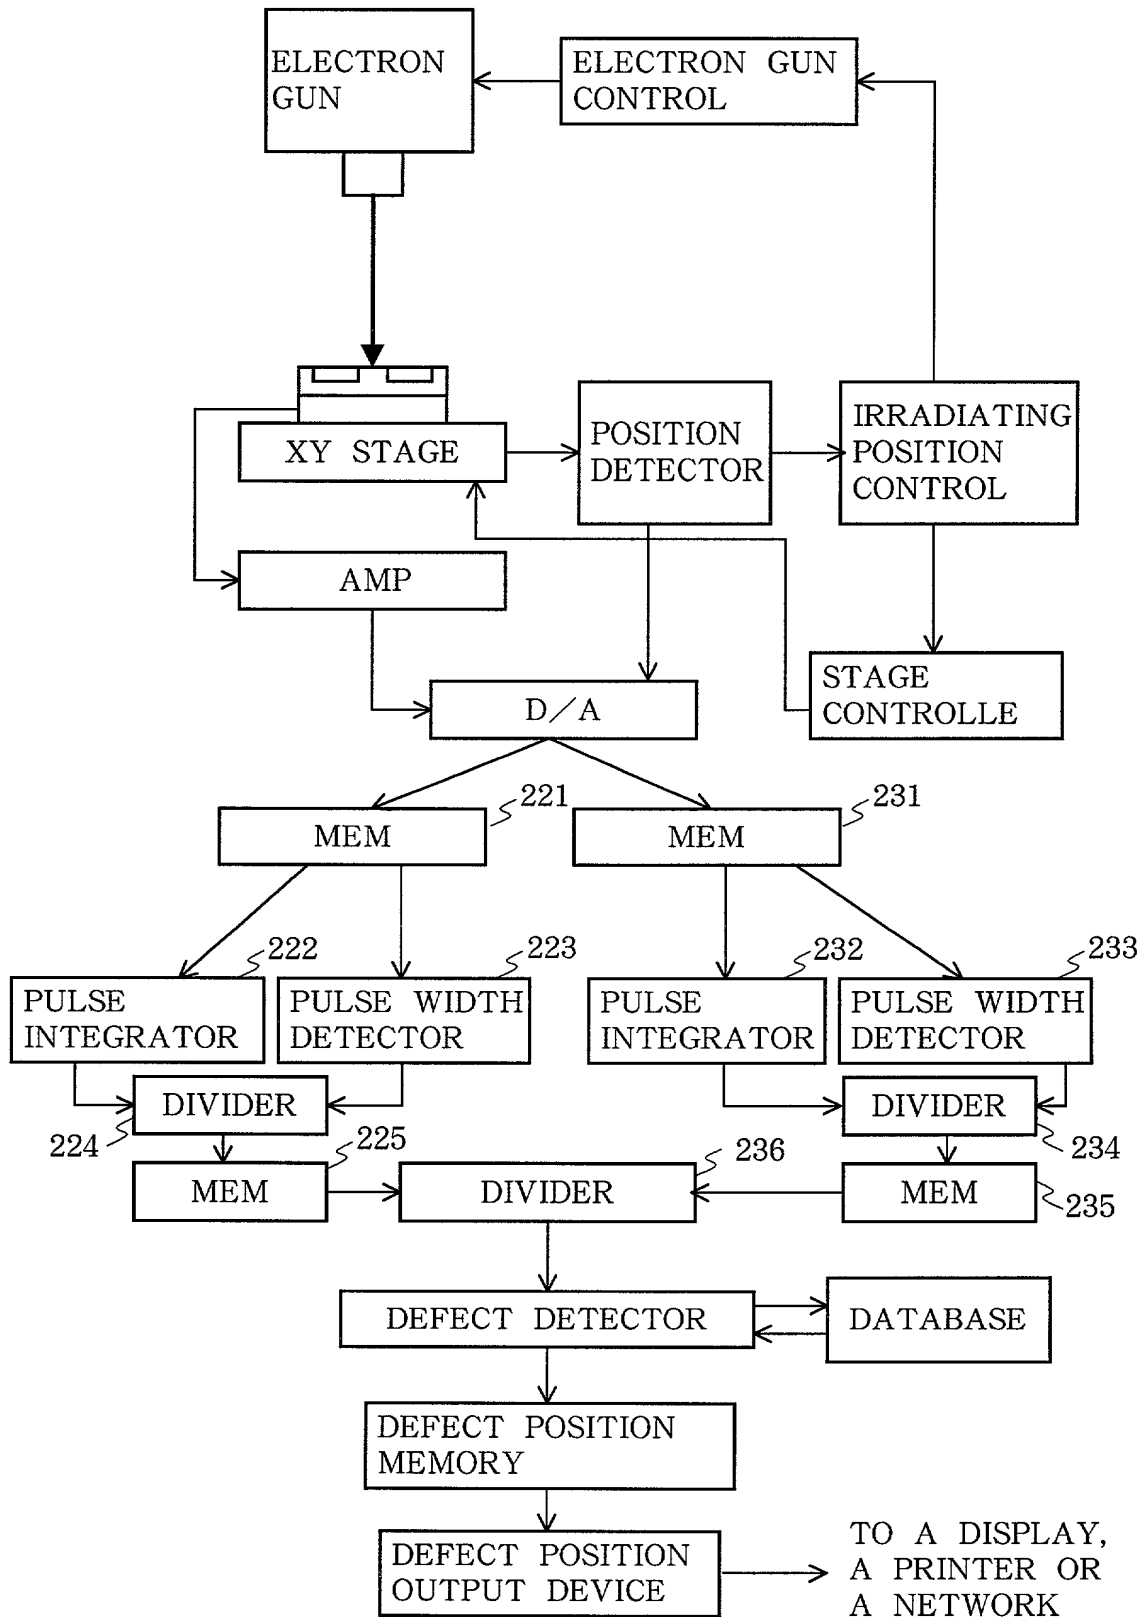 ELECTRON
GUN
ELECTRON GUN
CONTROL
XY STAGE
POSITION
DETECTOR
IRRADIATING
POSITION
CONTROL
AMP
STAGE
CONTROLLE
D/A
221
231
MEM
MEM
222
223
232
233
PULSE
INTEGRATOR
PULSE WIDTH
DETECTOR
PULSE
INTEGRATOR
PULSE WIDTH
DETECTOR
DIVIDER
DIVIDER
224
225
236
234
MEM
DIVIDER
MEM
235
DEFECT DETECTOR
DATABASE
DEFECT POSITION
MEMORY
DEFECT POSITION
OUTPUT DEVICE
TO A DISPLAY,
A PRINTER OR
A NETWORK